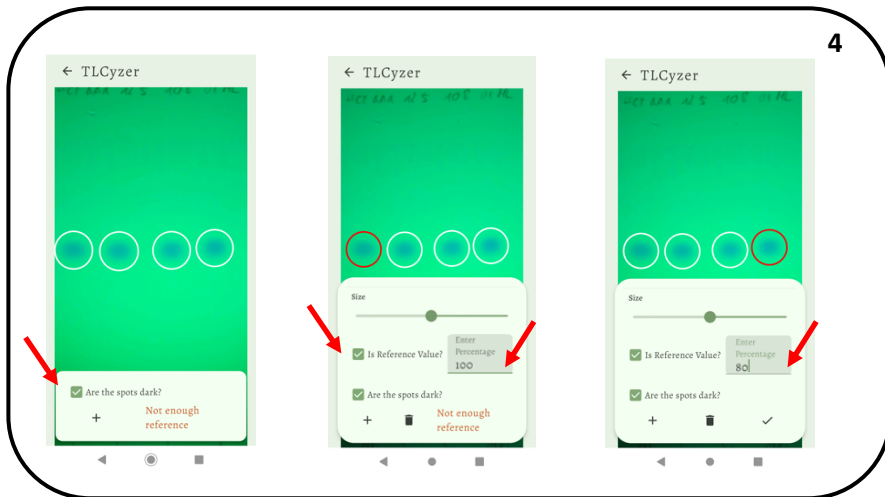 4
← TLCyzer
Are the spots dark?
+
Not enough
reference
← TLCyzer
Size
Is Reference Value?
Enter
Percentage
100
Are the spots dark?
+
Not enough
reference
← TLCyzer
Size
Is Reference Value?
Enter
Percentage
80
Are the spots dark?
+